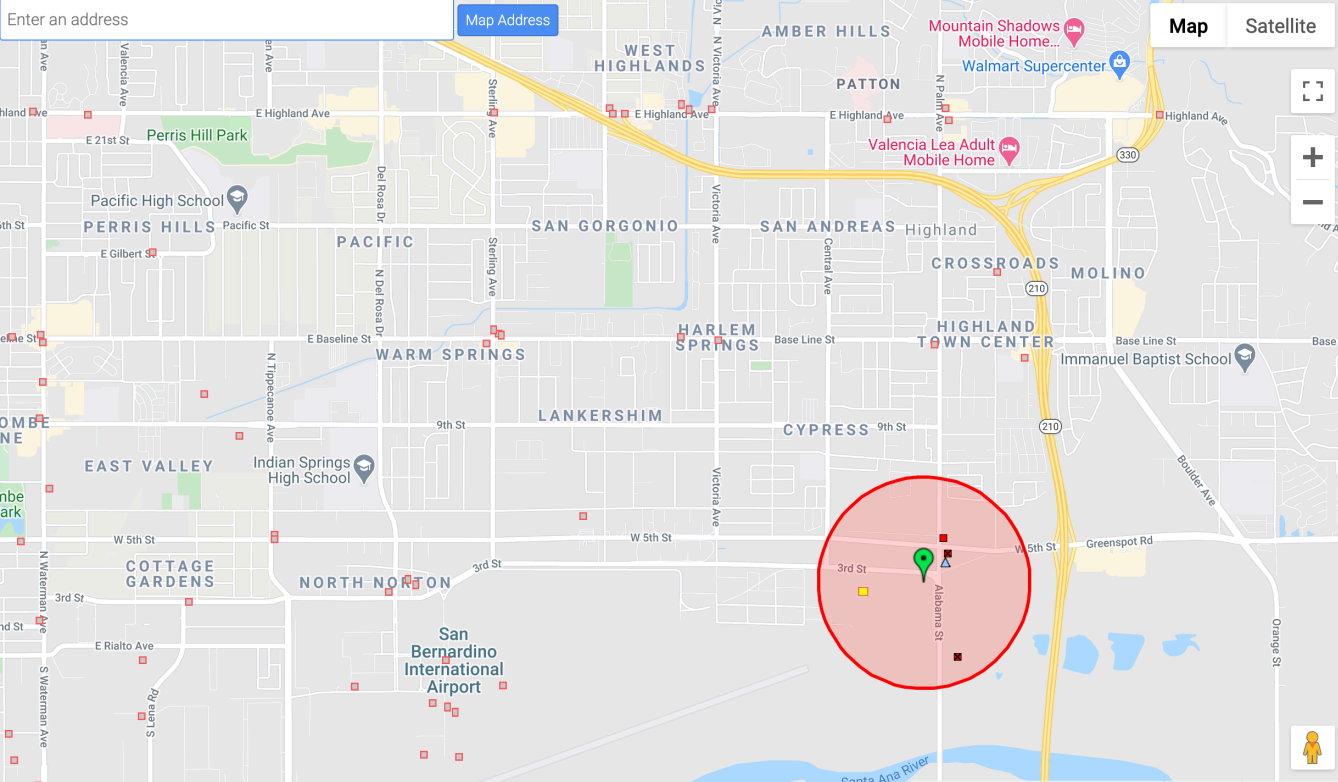 Enter an address
Map Address
Map
Satellite
AMBER HILLS
Mountain Shadows
Mobile Home...
Walmart Supercenter
WEST
HIGHLANDS
PATTON
Valencia Ave
Sterling Ave
N Victoria Ave
N Palm Ave
E Highland Ave
E Highland Ave
E Highland Ave
Highland Ave
E 21st St
Perris Hill Park
Valencia Lea Adult
Mobile Home
330
Pacific High School
Del Rosa Dr
Victoria Ave
PERRIS HILLS
Pacific St
SAN GORGONIO
SAN ANDREAS
Highland
PACIFIC
E Gilbert St
Sterling Ave
Central Ave
CROSSROADS
MOLINO
N Del Rosa Dr
210
HARLEM
SPRINGS
HIGHLAND
TOWN CENTER
E Baseline St
Base Line St
Base Line St
Base
WARM SPRINGS
Immanuel Baptist School
N Tippecanoe Ave
LANKERSHIM
9th St
CYPRESS
9th St
210
EAST VALLEY
Indian Springs
High School
Victoria Ave
Boulder Ave
W 5th St
W 5th St
W 5th St
Greenspot Rd
COTTAGE
GARDENS
NORTH NORTON
3rd St
3rd St
3rd St
N Waterman Ave
Alabama St
E Rialto Ave
San
Bernardino
International
Airport
Orange St
S Waterman Ave
S Lena Rd
Santa Ana River